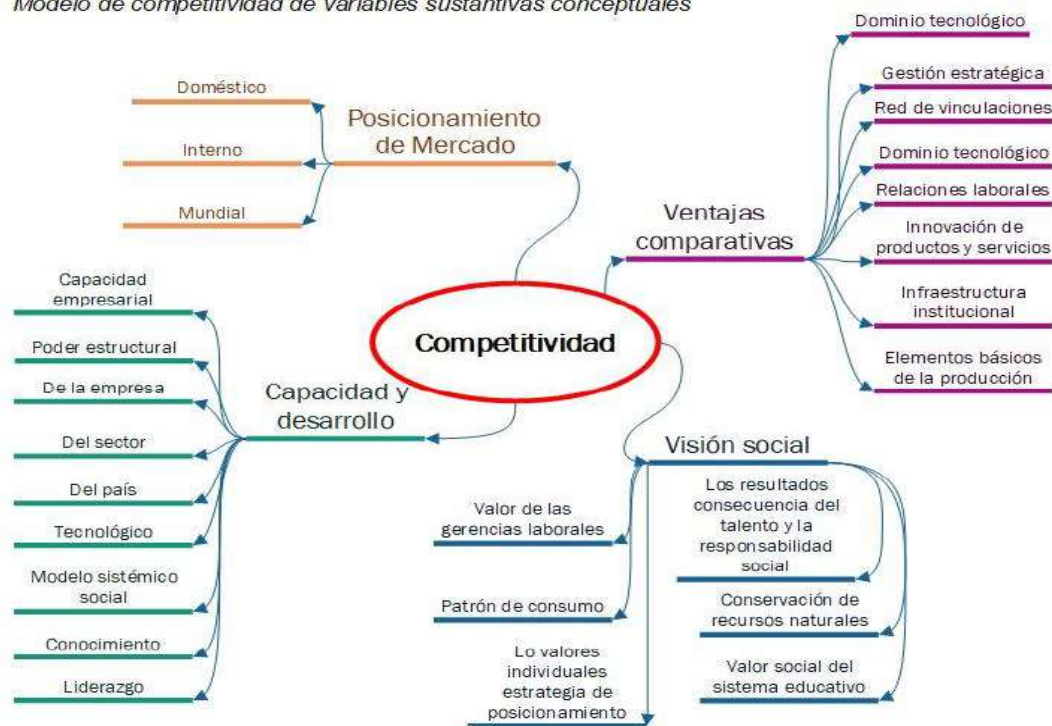 Modelo de competitividad de variables sustantivas conceptuales
Doméstico
Interno
Mundial
Posicionamiento
de Mercado
Dominio tecnológico
Gestión estratégica
Red de vinculaciones
Dominio tecnológico
Relaciones laborales
Innovación de
productos y servicios
Infraestructura
institucional
Elementos básicos
de la producción
Ventajas
comparativas
Competitividad
Capacidad
empresarial
Poder estructural
De la empresa
Del sector
Del país
Tecnológico
Modelo sistémico
social
Conocimiento
Liderazgo
Capacidad y
desarrollo
Visión social
Valor de las
gerencias laborales
Patrón de consumo
Lo valores
individuales
estrategia de
posicionamiento
Los resultados
consecuencia del
talento y la
responsabilidad
social
Conservación de
recursos naturales
Valor social del
sistema educativo